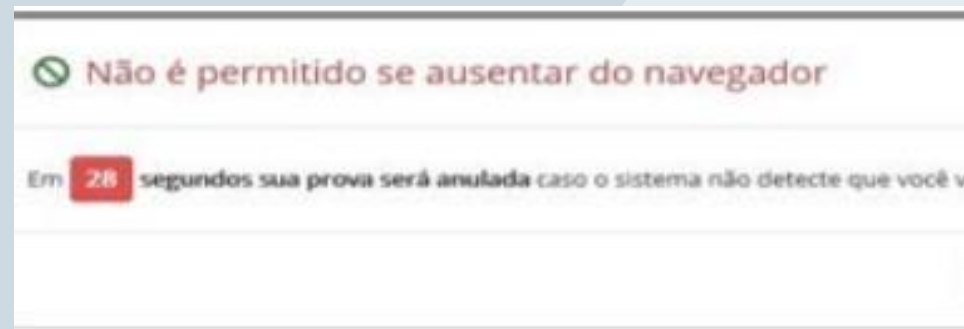 Não é permitido se ausentar do navegador
Em 28 segundos sua prova será anulada caso o sistema não detecte que você